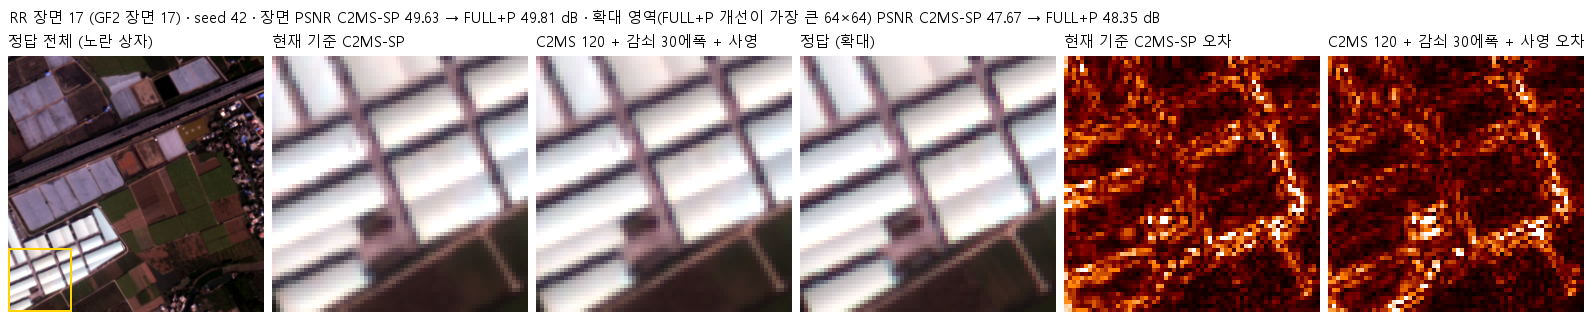 RR 장면 17 (GF2 장면 17) · seed 42 · 장면 PSNR C2MS-SP 49.63 → FULL+P 49.81 dB · 확대 영역(FULL+P 개선이 가장 큰 64×64) PSNR C2MS-SP 47.67 → FULL+P 48.35 dB
정답 전체 (노란 상자)
현재 기준 C2MS-SP
C2MS 120 + 감쇠 30에폭 + 사영
정답 (확대)
현재 기준 C2MS-SP 오차
C2MS 120 + 감쇠 30에폭 + 사영 오차